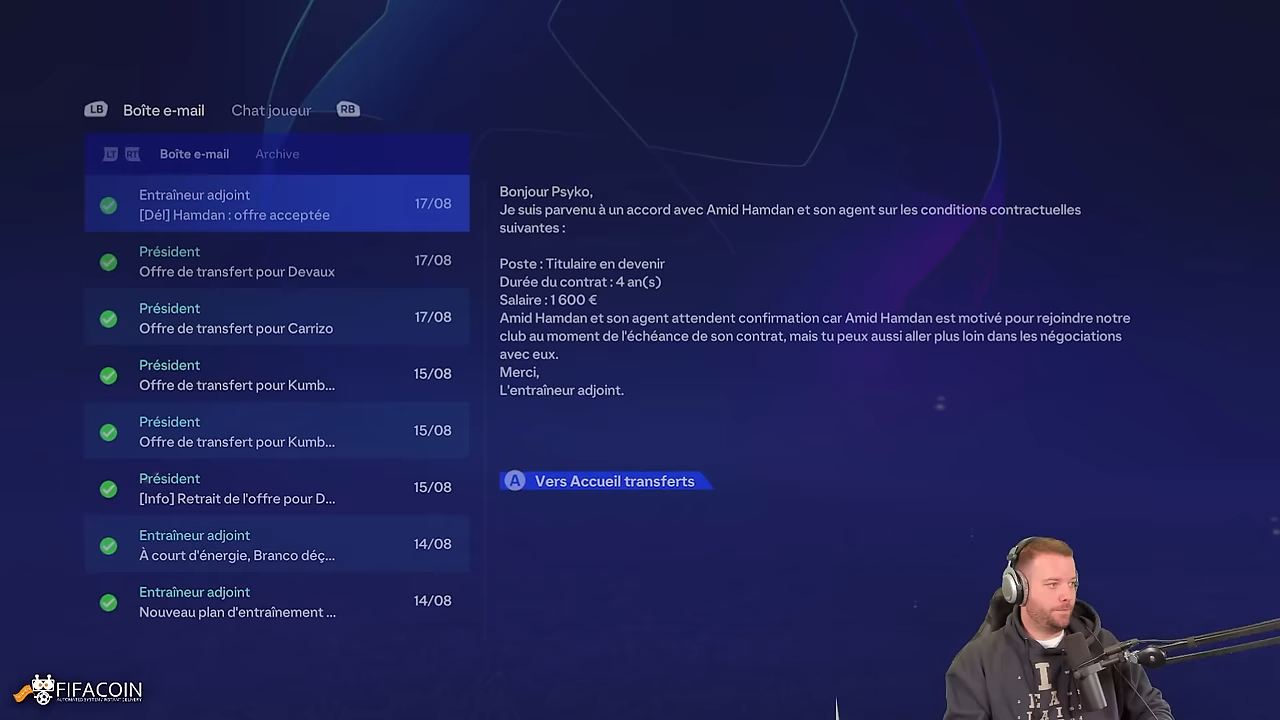 LB Boîte e-mail Chat joueur RB
LT RT Boîte e-mail Archive
Entraîneur adjoint
[Dél] Hamdan : offre acceptée
17/08
Président
Offre de transfert pour Devaux
17/08
Président
Offre de transfert pour Carrizo
17/08
Président
Offre de transfert pour Kumb...
15/08
Président
Offre de transfert pour Kumb...
15/08
Président
[Info] Retrait de l'offre pour D...
15/08
Entraîneur adjoint
À court d'énergie, Branco déç...
14/08
Entraîneur adjoint
Nouveau plan d'entraînement ...
14/08
Bonjour Psyko,
Je suis parvenu à un accord avec Amid Hamdan et son agent sur les conditions contractuelles
suivantes :
Poste : Titulaire en devenir
Durée du contrat : 4 an(s)
Salaire : 1 600 €
Amid Hamdan et son agent attendent confirmation car Amid Hamdan est motivé pour rejoindre notre
club au moment de l'échéance de son contrat, mais tu peux aussi aller plus loin dans les négociations
avec eux.
Merci,
L'entraîneur adjoint.
A Vers Accueil transferts
FIFACOIN